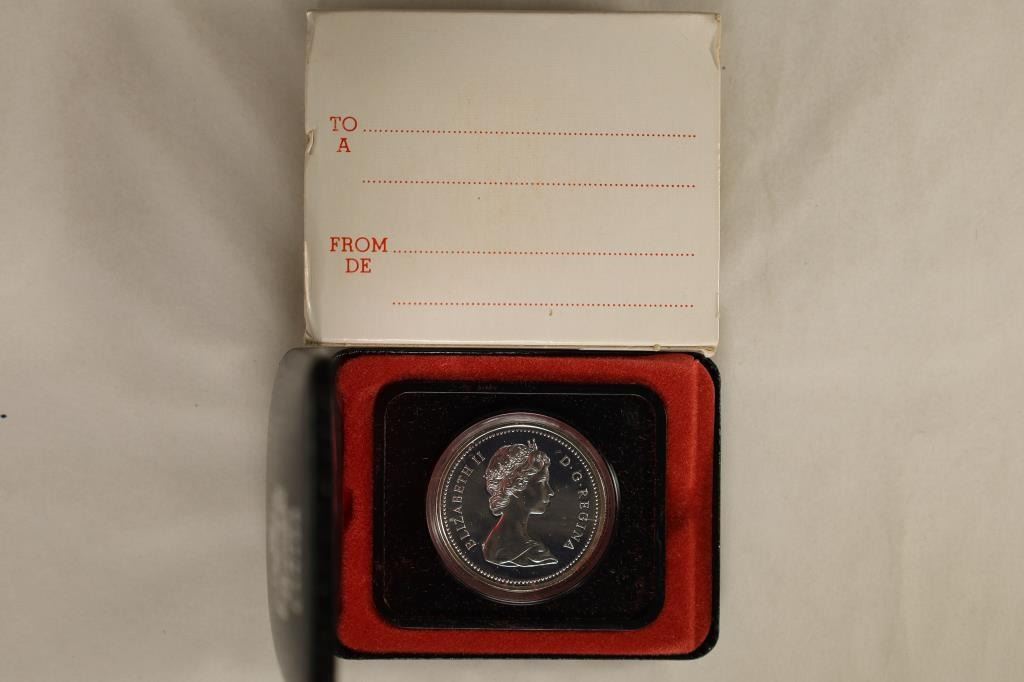 TO
A
FROM
DE
ELIZABETH II D·G·REGINA